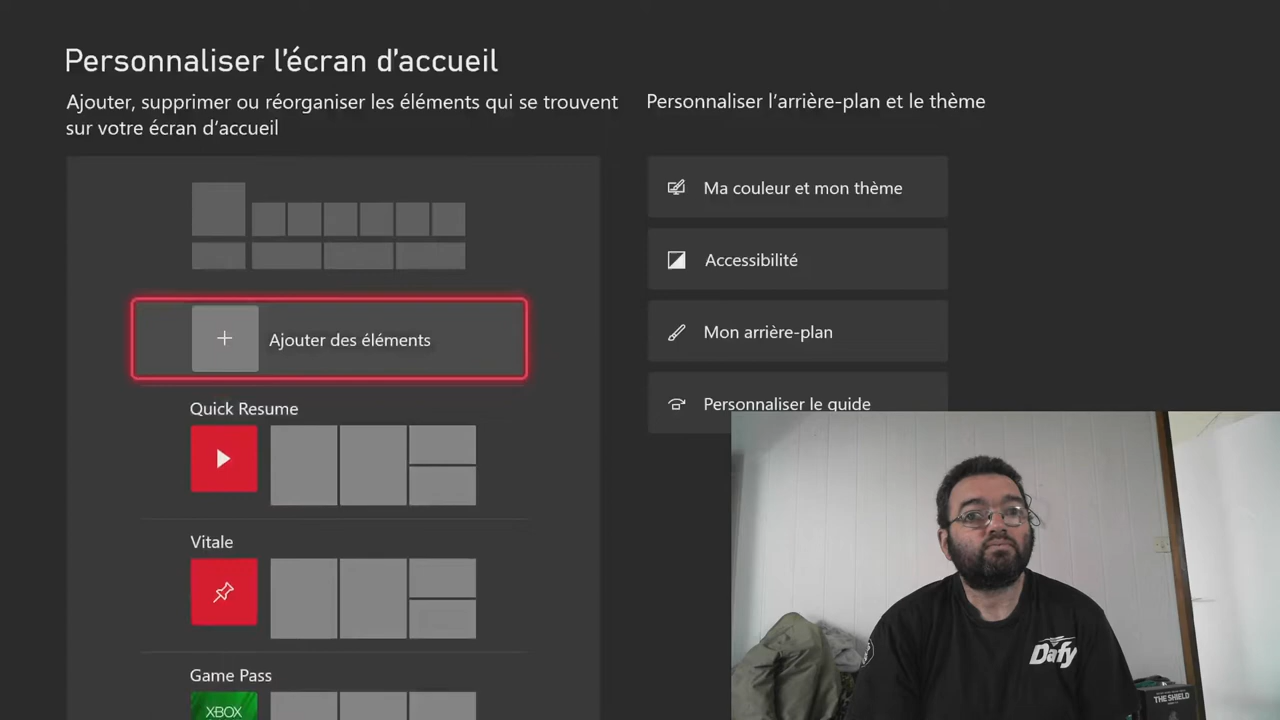 Personnaliser l'écran d'accueil
Ajouter, supprimer ou réorganiser les éléments qui se trouvent
sur votre écran d'accueil
Personnaliser l'arrière-plan et le thème
Ajouter des éléments
Quick Resume
Vitale
Game Pass
XBOX
Ma couleur et mon thème
Accessibilité
Mon arrière-plan
Personnaliser le guide
Dafy
THE SHIELD